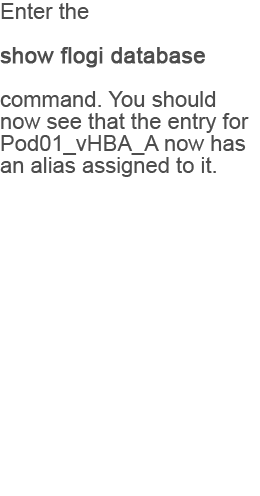 Enter the
show flogi database
command. You should
now see that the entry for
Pod01_vHBA_A now has
an alias assigned to it.